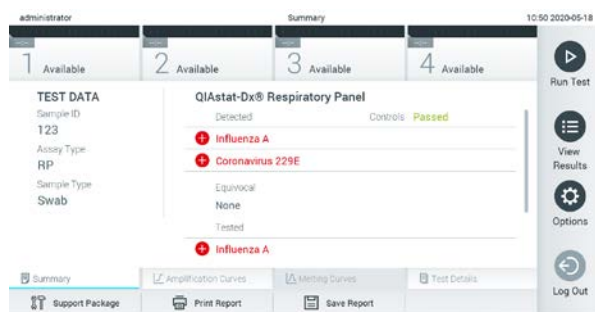 administrator Summary 10:50 2020-05-18
1 Available 2 Available 3 Available 4 Available
Run Test
TEST DATA
Sample ID
123
Assay Type
RP
Sample Type
Swab
QIAstat-Dx® Respiratory Panel
Detected Controls Passed
Influenza A
Coronavirus 229E
Equivocal
None
Tested
Influenza A
View
Results
Options
Log Out
Summary Amplification Curves Melting Curves Test Details
Support Package Print Report Save Report